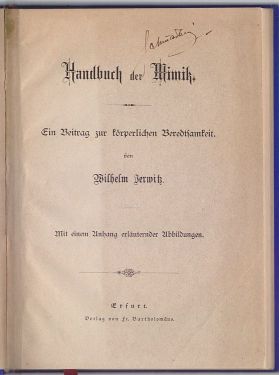 Handbuch der Mimik.
Ein Beitrag zur körperlichen Beredtsamkeit.
von
Wilhelm Jerwitz.
Mit einem Anhang erläuternder Abbildungen.
Erfurt.
Verlag von Fr. Bartholomäus.